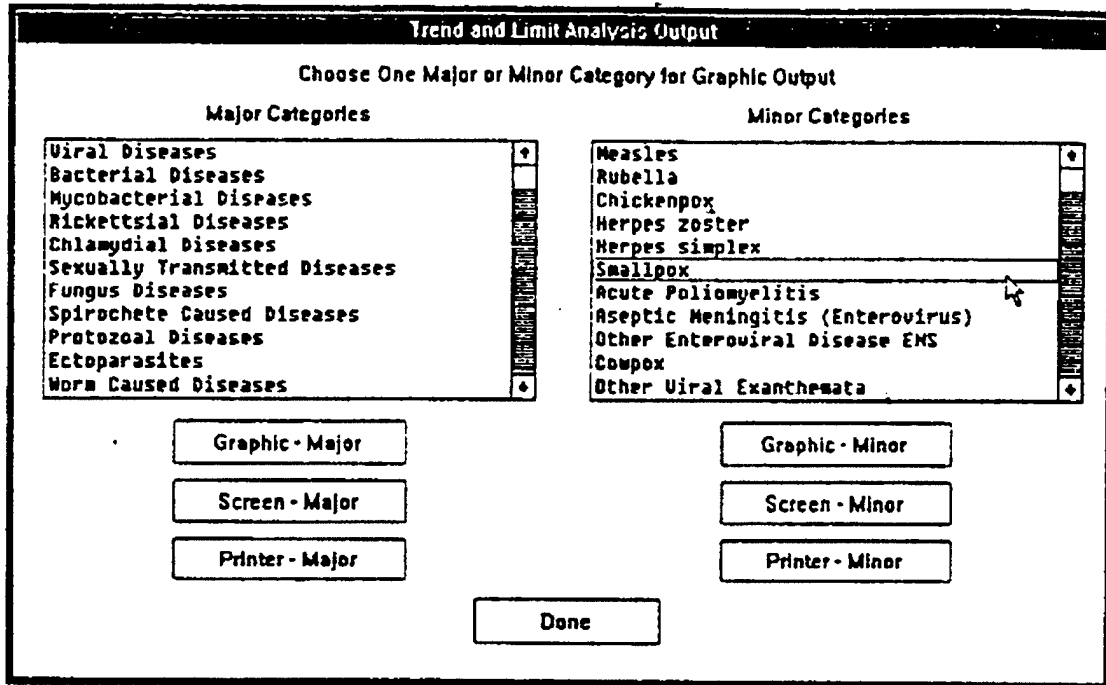 Trend and Limit Analysis Output
Choose One Major or Minor Category for Graphic Output
Major Categories
Viral Diseases
Bacterial Diseases
Mycobacterial Diseases
Rickettsial Diseases
Chlamydial Diseases
Sexually Transmitted Diseases
Fungus Diseases
Spirochete Caused Diseases
Protozoal Diseases
Ectoparasites
Worm Caused Diseases
Graphic - Major
Screen - Major
Printer - Major
Minor Categories
Measles
Rubella
Chickenpox
Herpes zoster
Herpes simplex
Smallpox
Acute Poliomyelitis
Aseptic Meningitis (Enterovirus)
Other Enteroviral Disease ENS
Cowpox
Other Viral Exanthemata
Graphic - Minor
Screen - Minor
Printer - Minor
Done